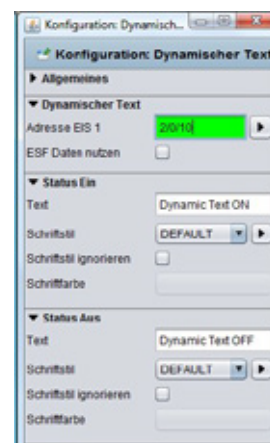 Konfiguration: Dynamisch...
Konfiguration: Dynamischer Text
Allgemeines
Dynamischer Text
Adresse EIS 1 2/0/10
ESF Daten nutzen
Status Ein
Text Dynamic Text ON
Schriftstil DEFAULT
Schriftstil ignorieren
Schriftfarbe
Status Aus
Text Dynamic Text OFF
Schriftstil DEFAULT
Schriftstil ignorieren
Schriftfarbe